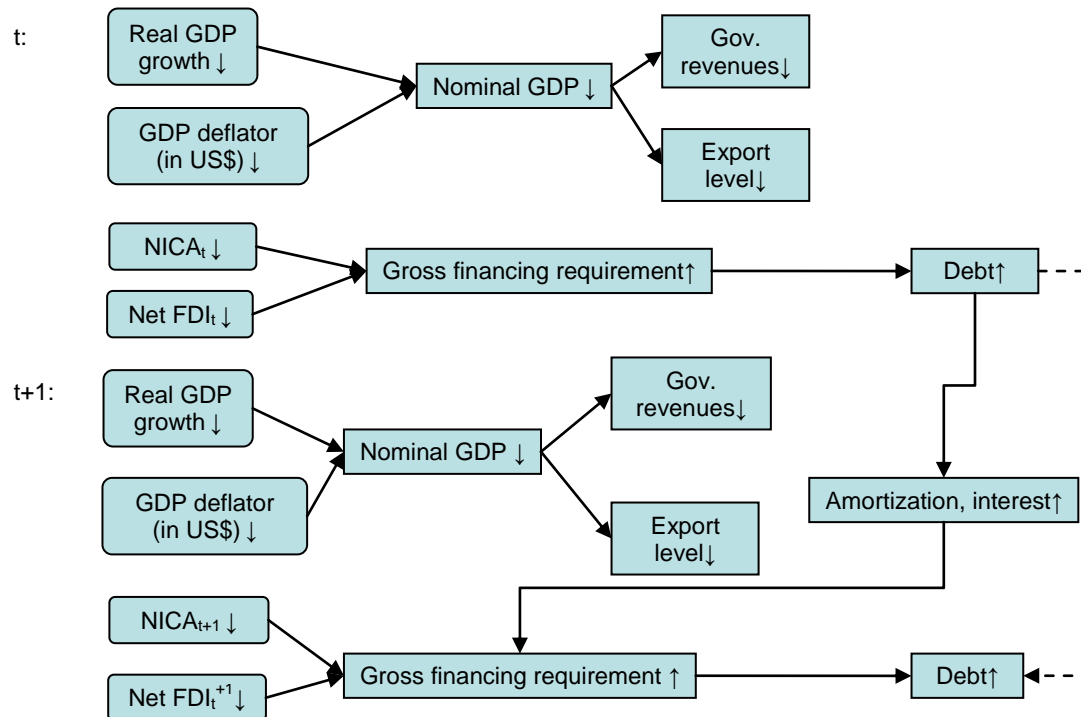 t:
Real GDP
growth ↓
Gov.
revenues↓
Nominal GDP ↓
GDP deflator
(in US$) ↓
Export
level↓
NICAₜ ↓
Gross financing requirement↑
Debt↑
Net FDIₜ ↓
t+1:
Real GDP
growth ↓
Gov.
revenues↓
Nominal GDP ↓
GDP deflator
(in US$) ↓
Amortization, interest↑
Export
level↓
NICAₜ₊₁ ↓
Gross financing requirement ↑
Debt↑
Net FDIₜ⁺¹↓